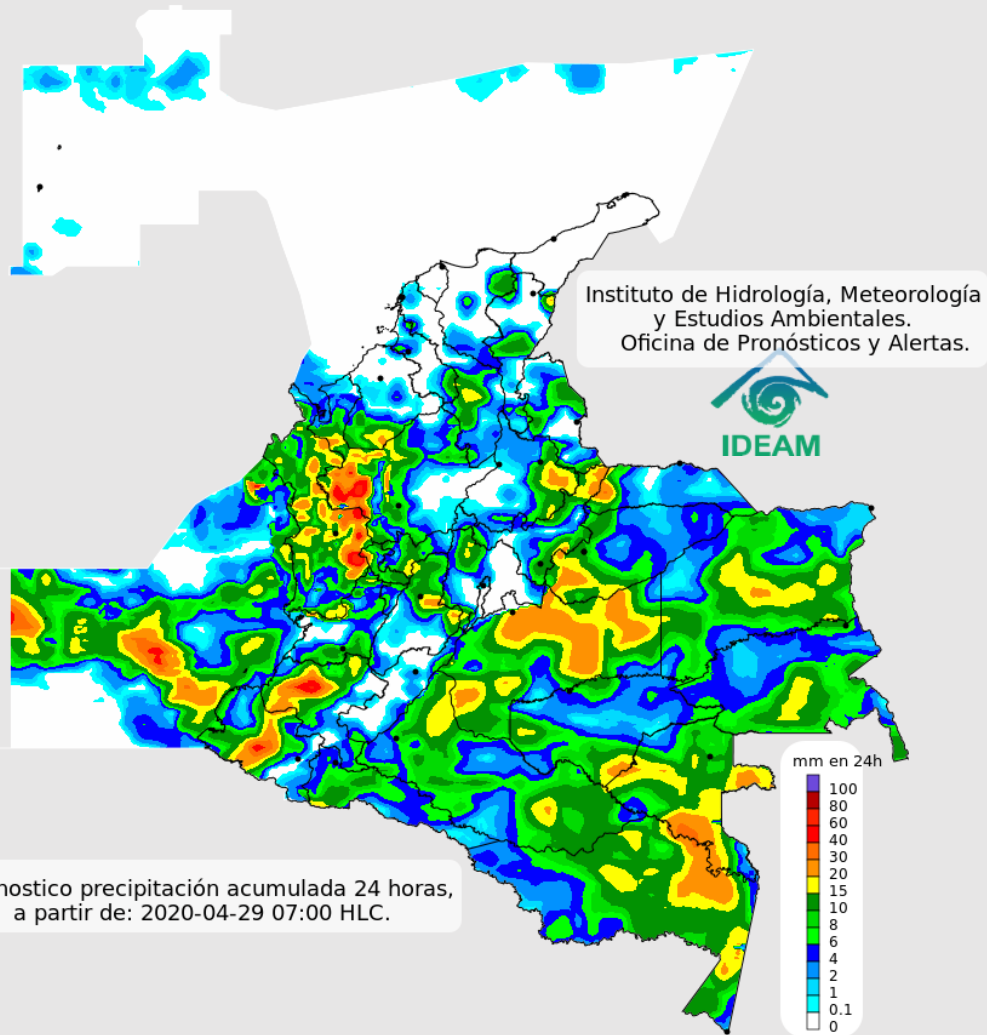 Instituto de Hidrología, Meteorología
y Estudios Ambientales.
Oficina de Pronósticos y Alertas.
IDEAM
mm en 24h
100
80
60
40
30
20
15
10
8
6
4
2
1
0.1
0
nostico precipitación acumulada 24 horas,
a partir de: 2020-04-29 07:00 HLC.